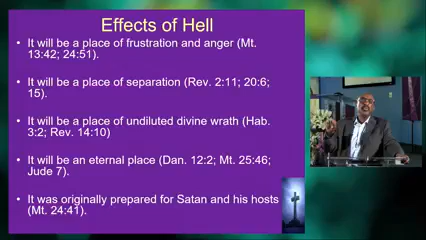 Effects of Hell
• It will be a place of frustration and anger (Mt.
13:42; 24:51).
• It will be a place of separation (Rev. 2:11; 20:6;
15).
• It will be a place of undiluted divine wrath (Hab.
3:2; Rev. 14:10)
• It will be an eternal place (Dan. 12:2; Mt. 25:46;
Jude 7).
• It was originally prepared for Satan and his hosts
(Mt. 24:41).